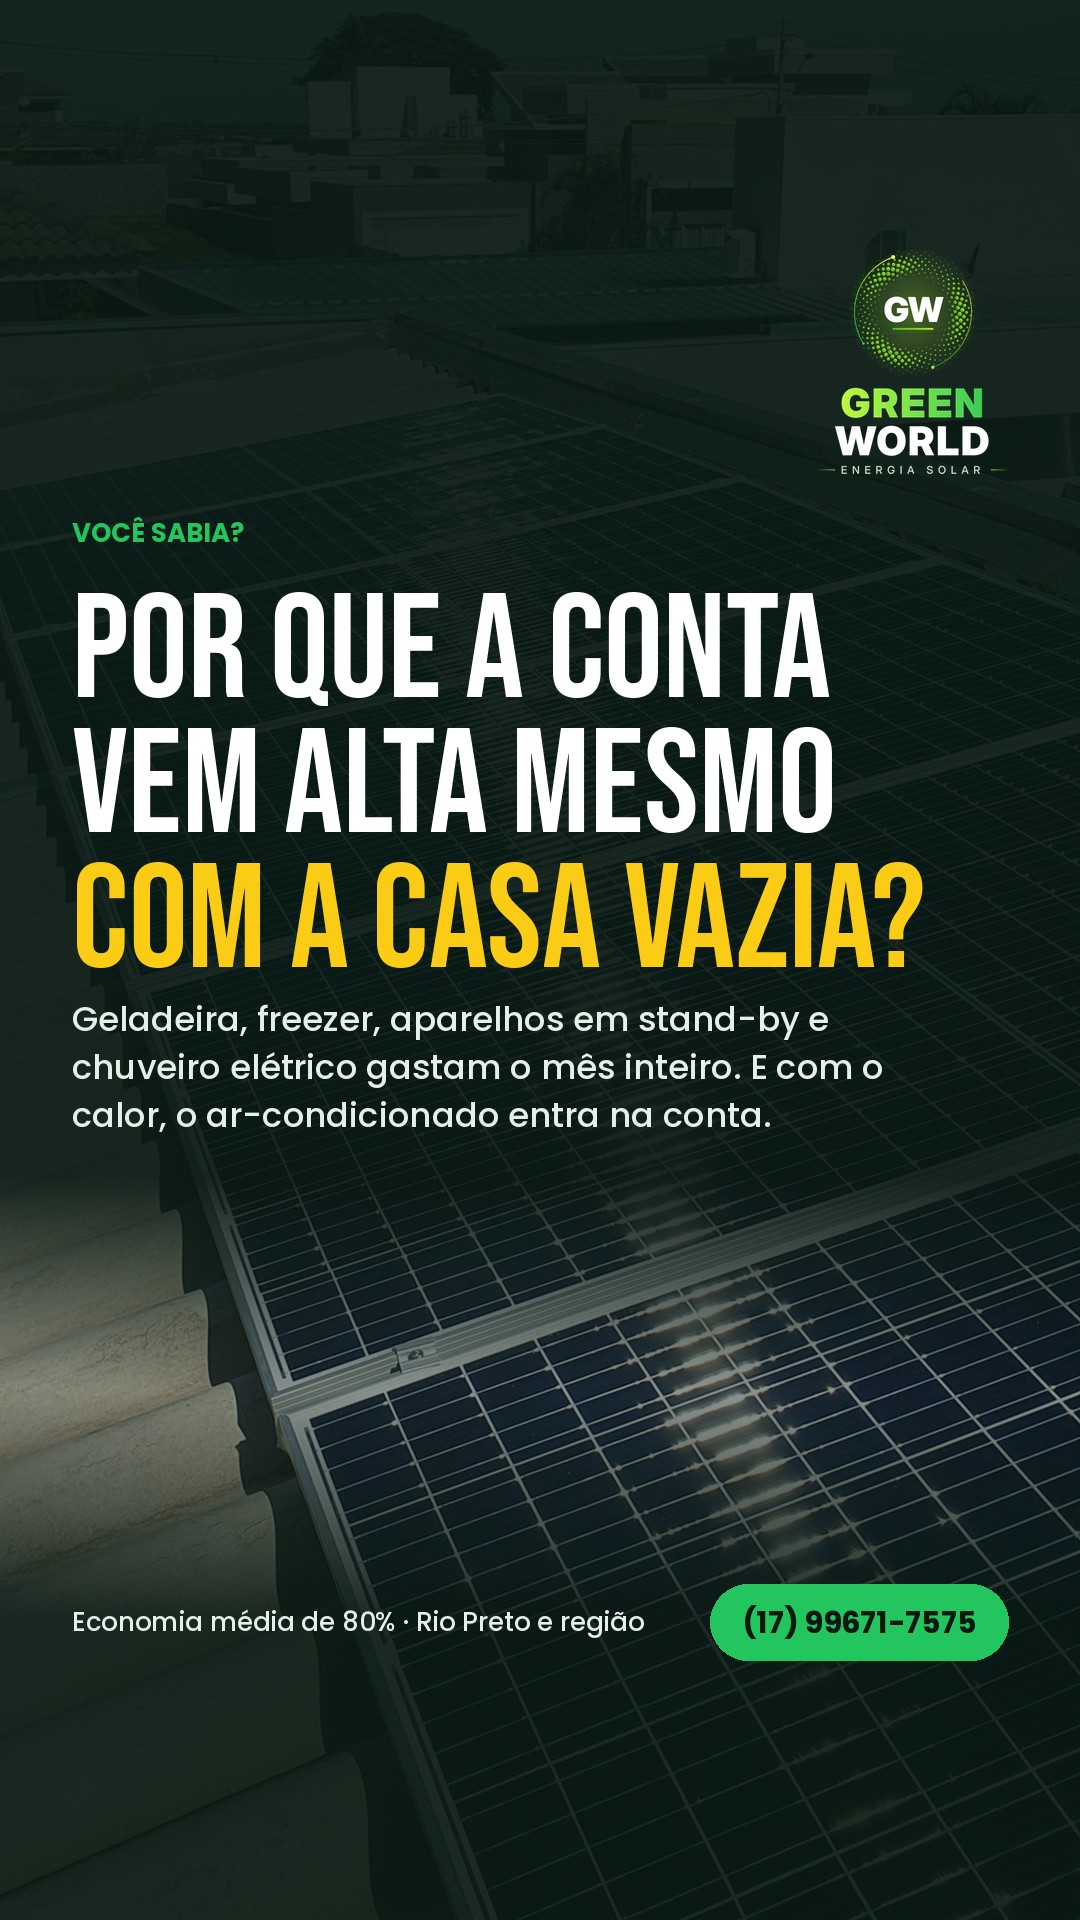 GW
GREEN
WORLD
ENERGIA SOLAR
VOCÊ SABIA?
POR QUE A CONTA
VEM ALTA MESMO
COM A CASA VAZIA?
Geladeira, freezer, aparelhos em stand-by e
chuveiro elétrico gastam o mês inteiro. E com o
calor, o ar-condicionado entra na conta.
Economia média de 80% · Rio Preto e região
(17) 99671-7575